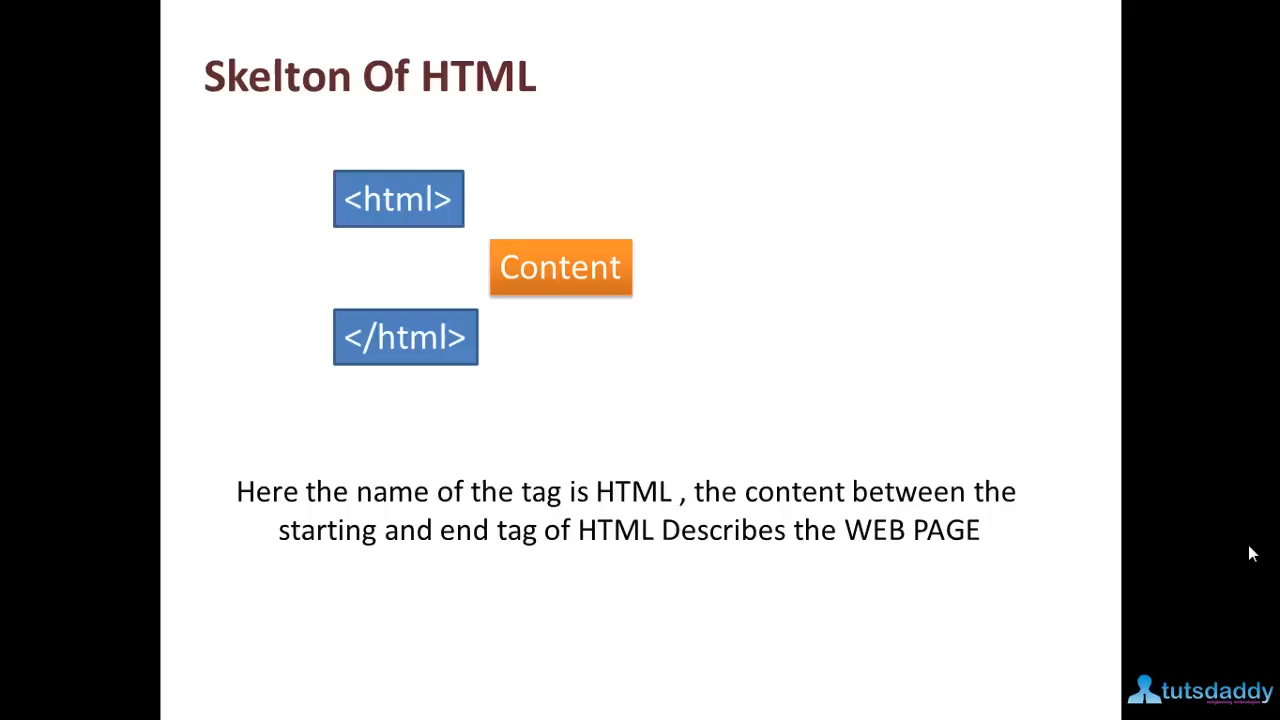 Skelton Of HTML
<html>
Content
</html>
Here the name of the tag is HTML , the content between the
starting and end tag of HTML Describes the WEB PAGE
tutsdaddy